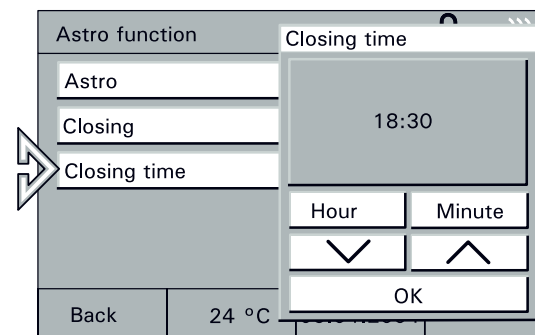 Astro function
Astro
Closing
Closing time
Back
24 °C
Closing time
18:30
Hour
Minute
OK